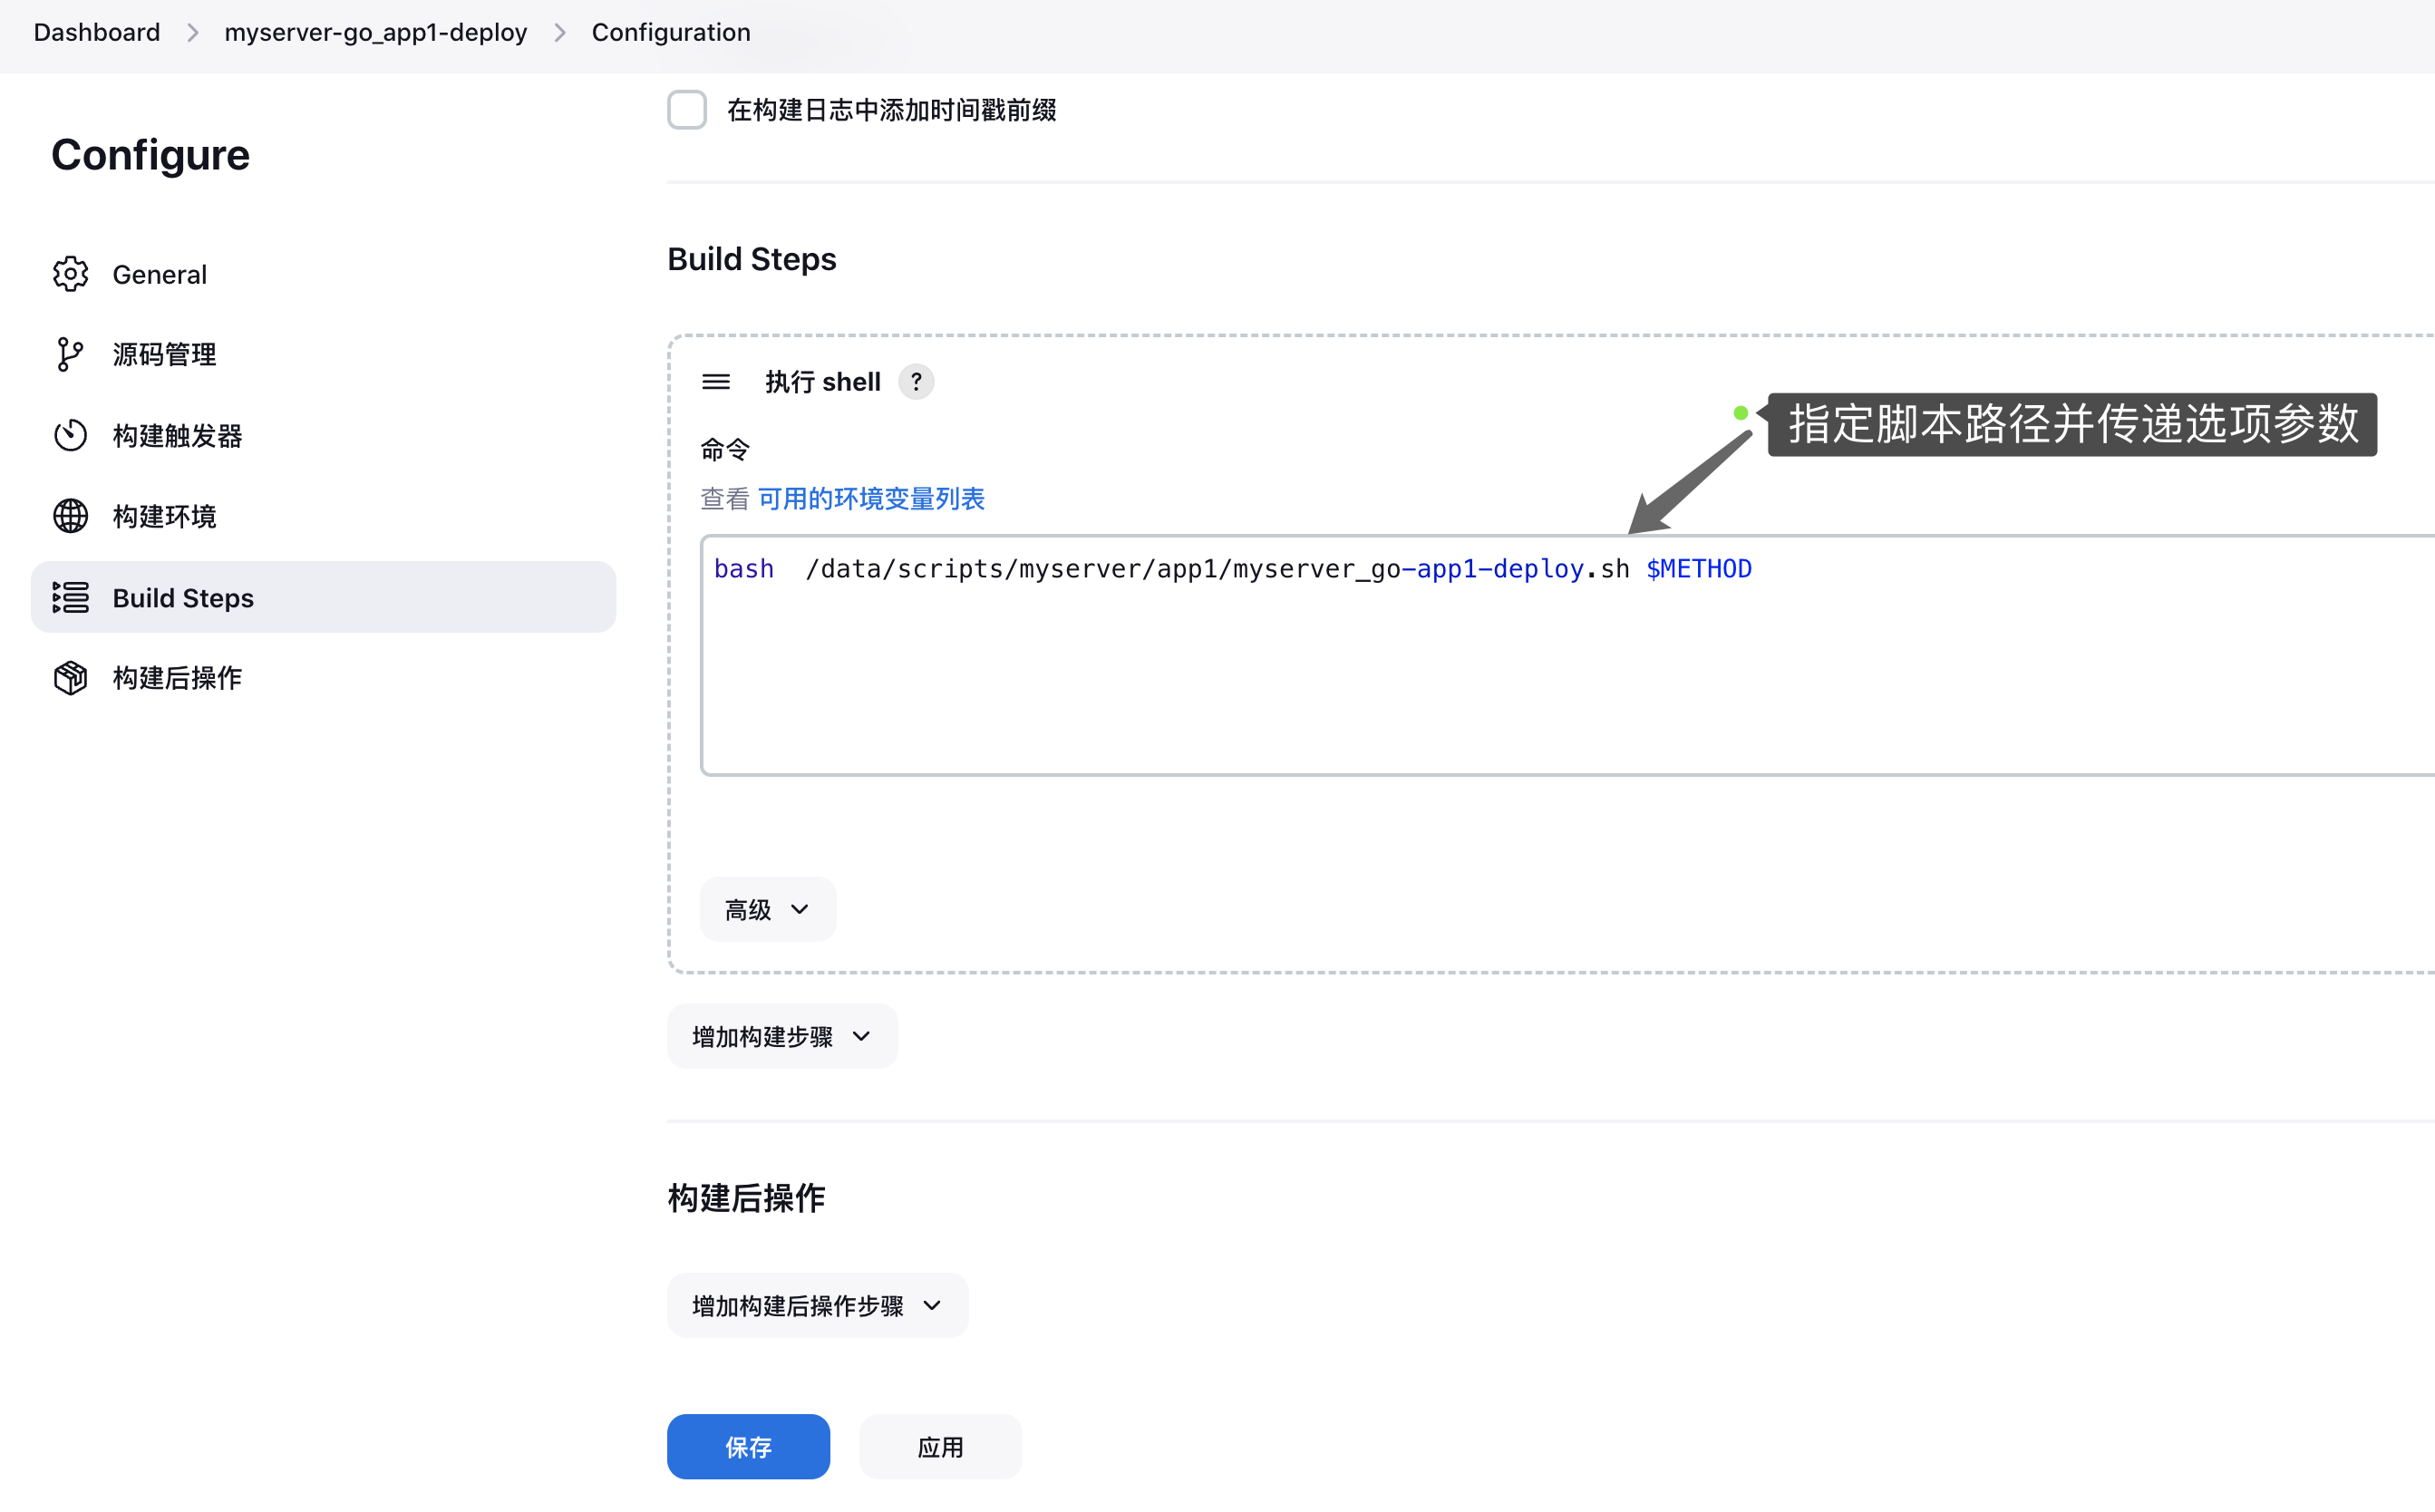 Dashboard > myserver-go_app1-deploy > Configuration
在构建日志中添加时间戳前缀
Configure
General
源码管理
构建触发器
构建环境
Build Steps
构建后操作
Build Steps
执行 shell ?
指定脚本路径并传递选项参数
命令
查看 可用的环境变量列表
bash  /data/scripts/myserver/app1/myserver_go-app1-deploy.sh $METHOD
高级
增加构建步骤
构建后操作
增加构建后操作步骤
保存 应用